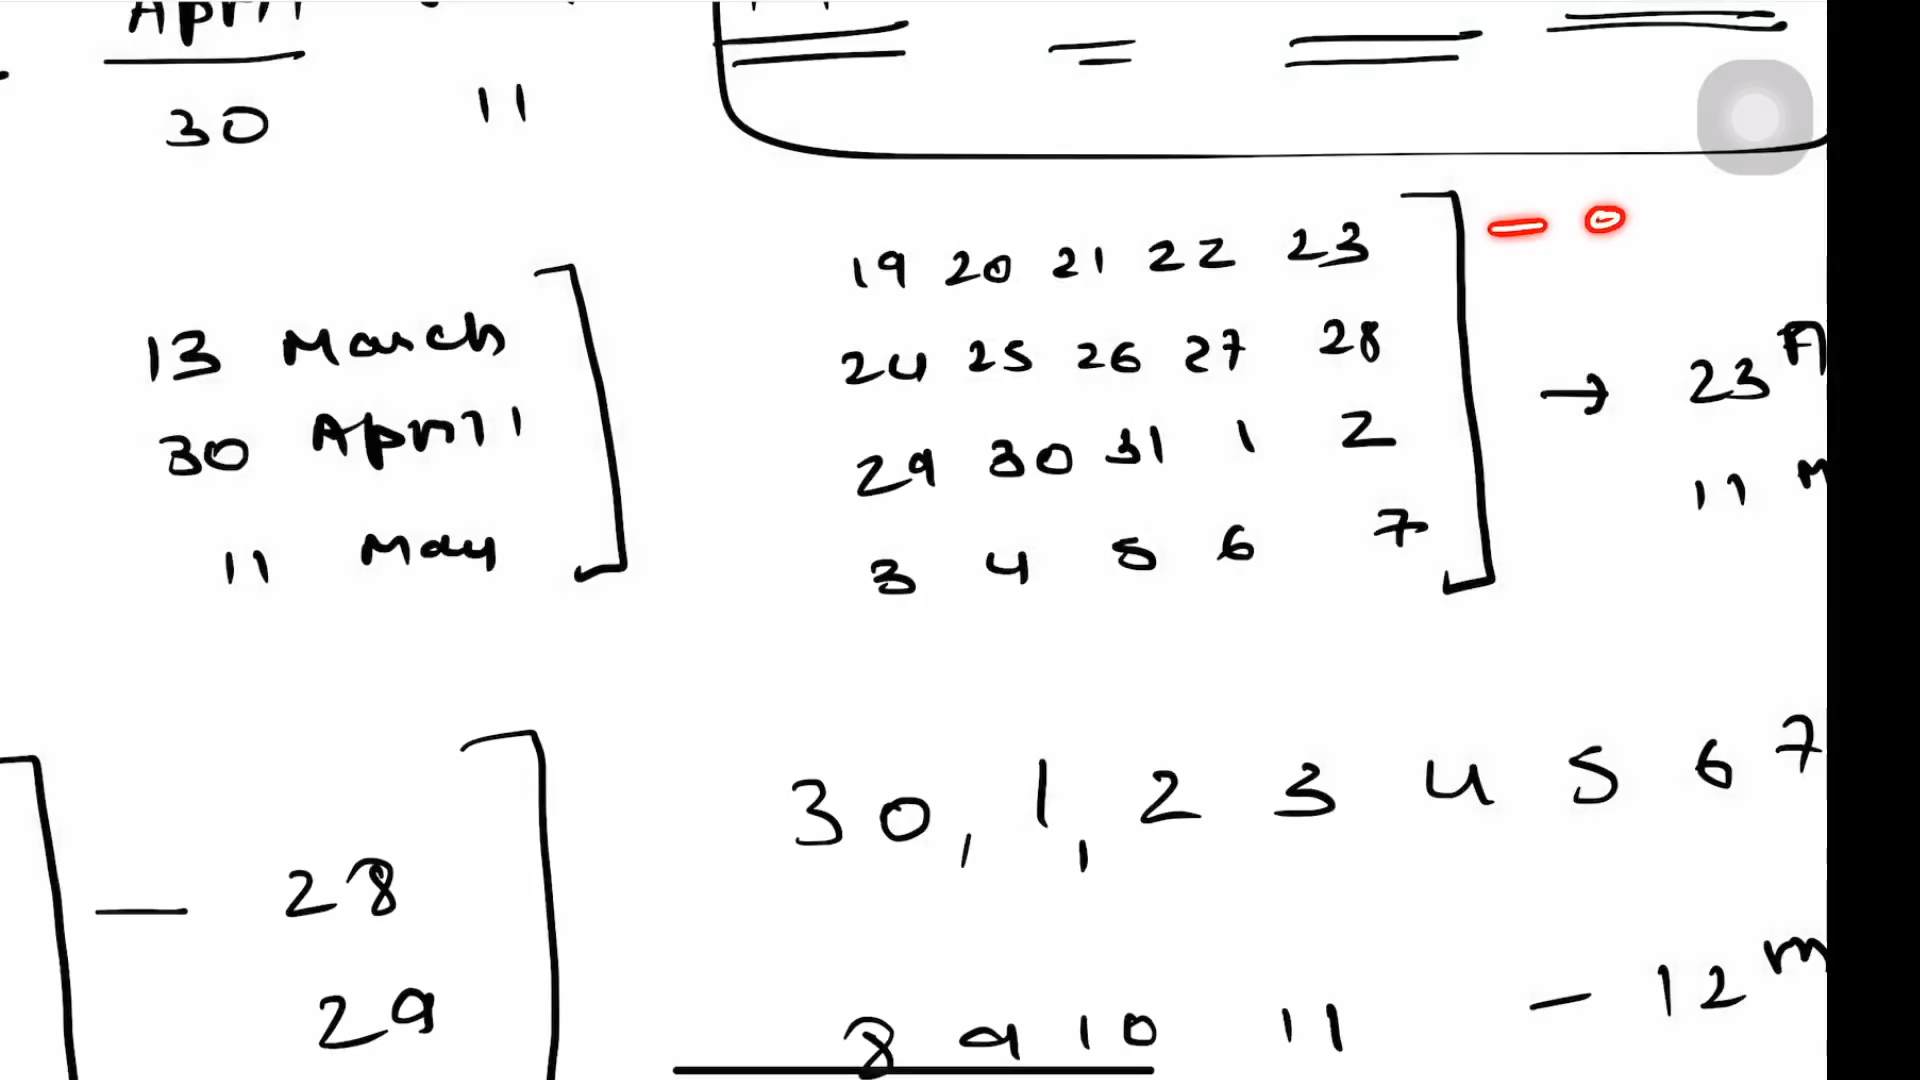 April
30 11
19 20 21 22 23 - 0
13 March
24 25 26 27 28
→ 23
30 April
29 30 31 1 2
11
11 May
3 4 5 6 7
30, 1, 2 3 4 5 6 7
— 28
29
8 9 10 11 - 12 m